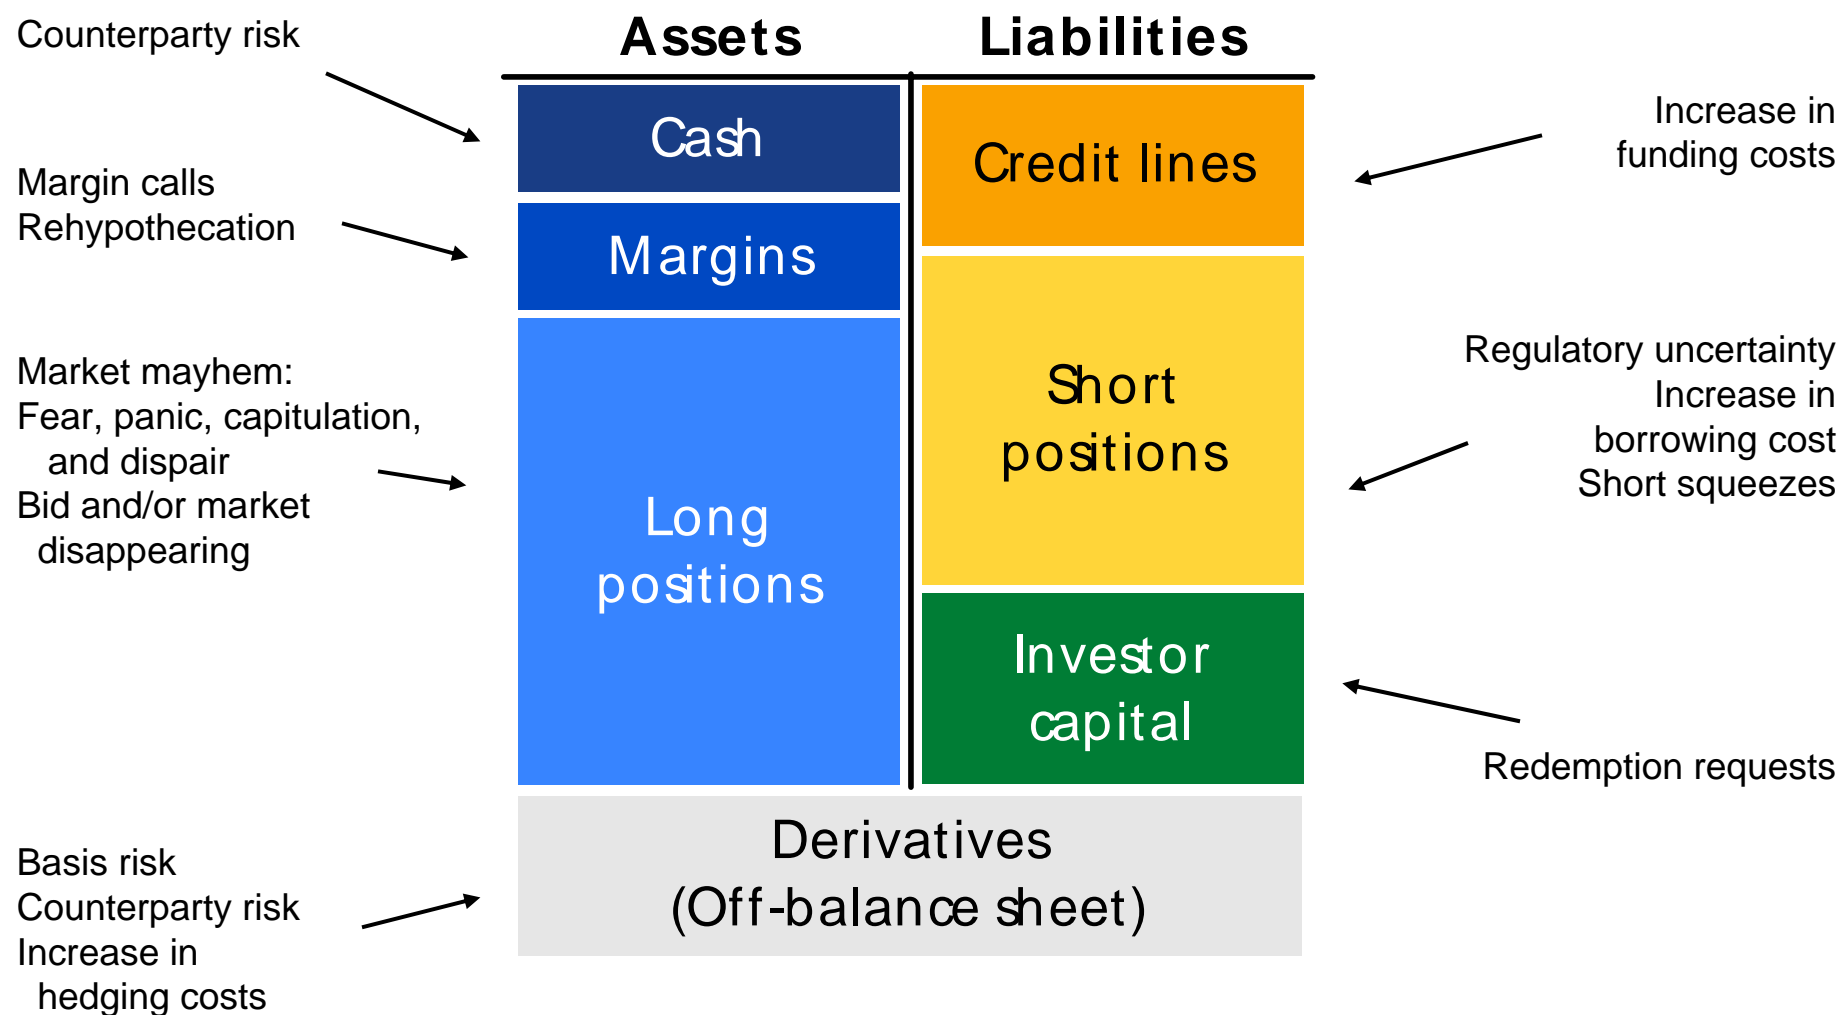 Counterparty risk
Assets
Liabilities
Cash
Credit lines
Increase in
funding costs
Margin calls
Rehypothecation
Margins
Market mayhem:
Fear, panic, capitulation,
and dispair
Bid and/or market
disappearing
Long
positions
Short
positions
Regulatory uncertainty
Increase in
borrowing cost
Short squeezes
Investor
capital
Redemption requests
Basis risk
Counterparty risk
Increase in
hedging costs
Derivatives
(Off-balance sheet)